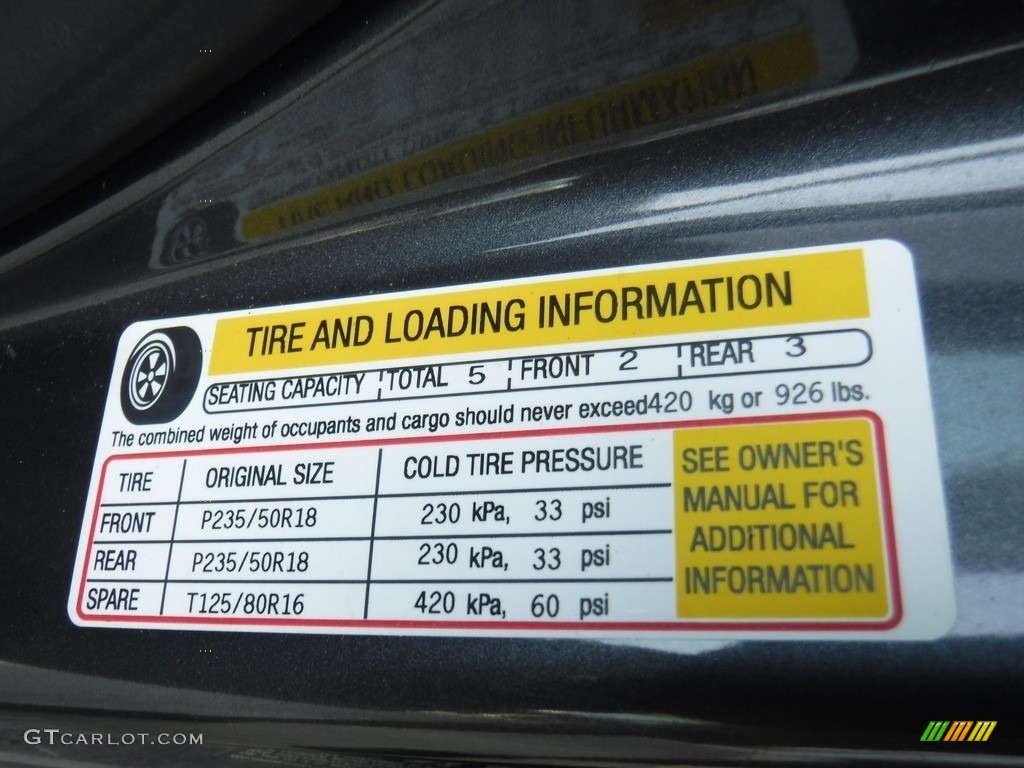 TIRE AND LOADING INFORMATION
SEATING CAPACITY TOTAL 5 FRONT 2 REAR 3
The combined weight of occupants and cargo should never exceed 420 kg or 926 lbs.
TIRE ORIGINAL SIZE COLD TIRE PRESSURE
FRONT P235/50R18 230 kPa, 33 psi
REAR P235/50R18 230 kPa, 33 psi
SPARE T125/80R16 420 kPa, 60 psi
SEE OWNER'S
MANUAL FOR
ADDITIONAL
INFORMATION
GTCARLOT.COM